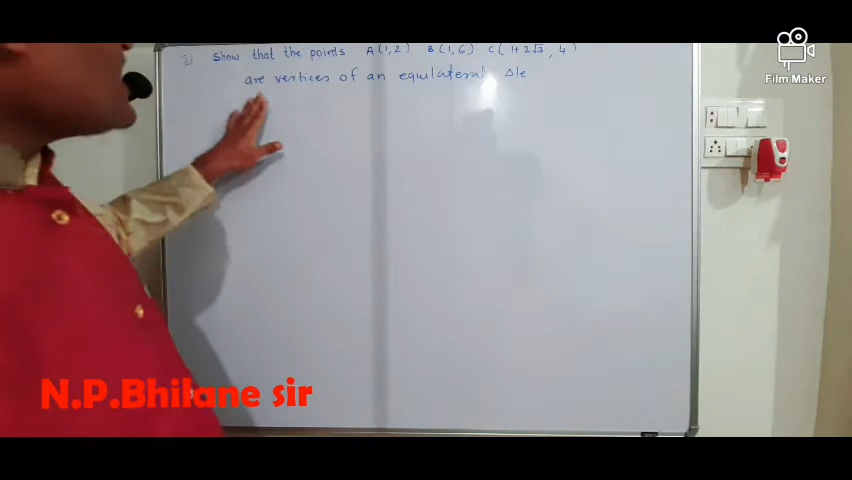 Show that the points A(1,2) B(1,6) C(1+2√3, 4)
are vertices of an equilateral Δle
Film Maker
N.P.Bhilane sir